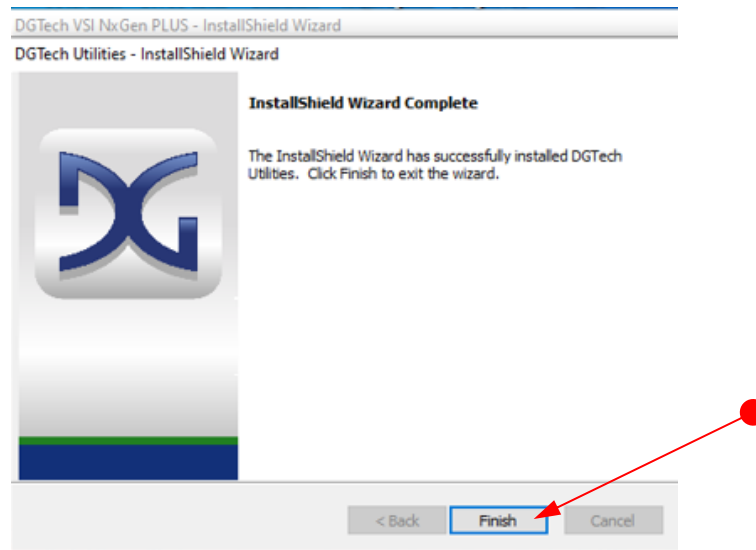 DGTech VSI NxGen PLUS - InstallShield Wizard
DGTech Utilities - InstallShield Wizard
InstallShield Wizard Complete
The InstallShield Wizard has successfully installed DGTech
Utilities. Click Finish to exit the wizard.
DG
< Back Finish Cancel